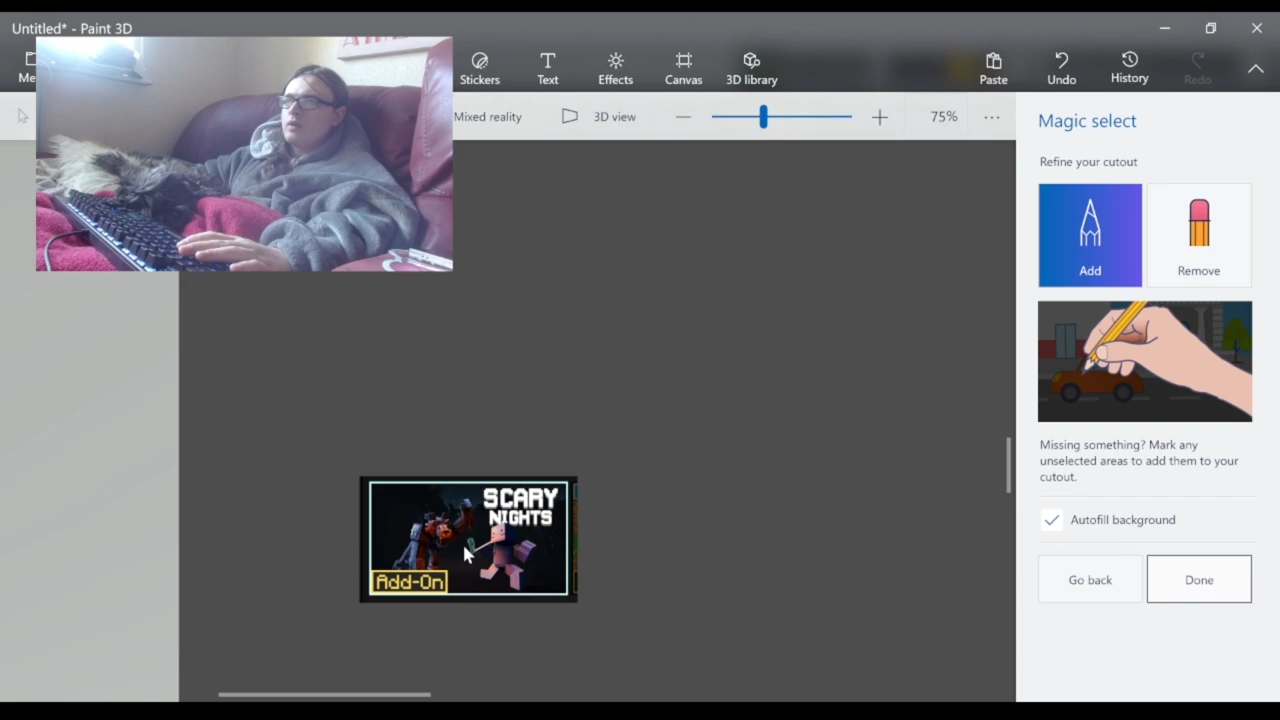 Untitled* - Paint 3D
Me
Stickers
Text
Effects
Canvas
3D library
Paste
Undo
History
Redo
Mixed reality
3D view
75%
Magic select
Refine your cutout
Add
Remove
Missing something? Mark any
unselected areas to add them to your
cutout.
Autofill background
Go back
Done
SCARY
NIGHTS
Add-On